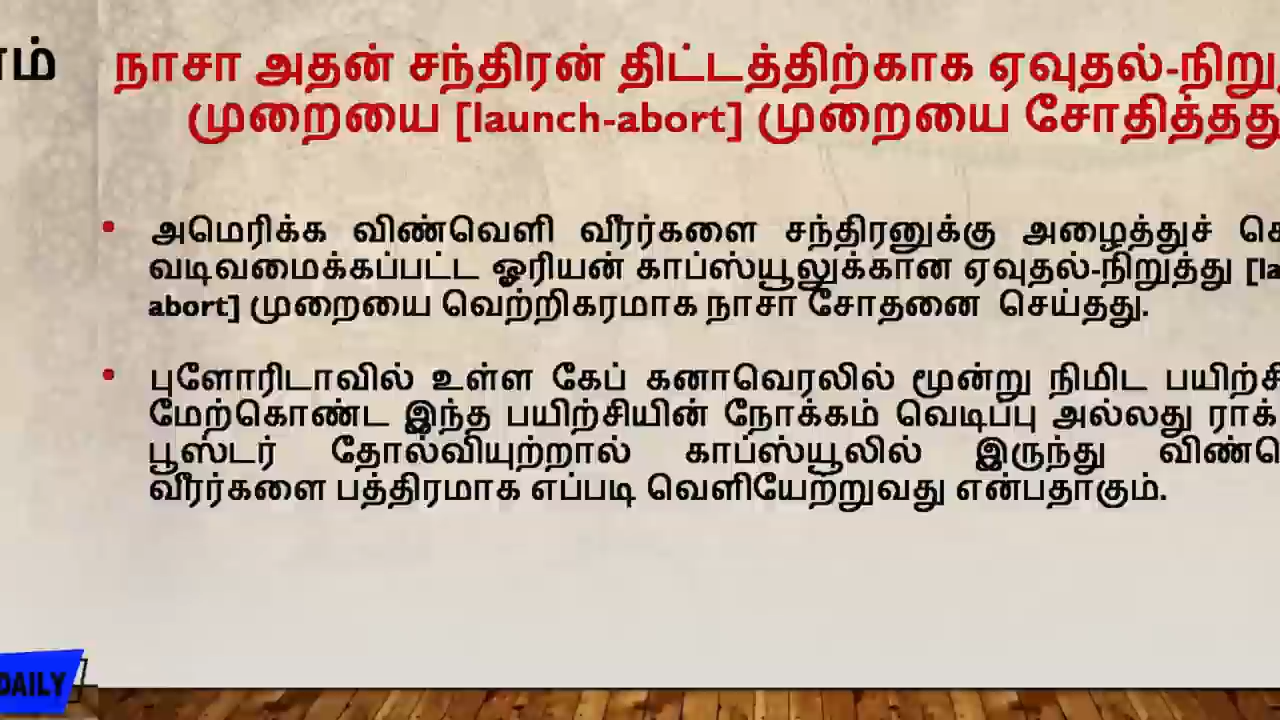 நாசா அதன் சந்திரன் திட்டத்திற்காக ஏவுதல்-நிறு
முறையை [launch-abort] முறையை சோதித்தது
அமெரிக்க விண்வெளி வீரர்களை சந்திரனுக்கு அழைத்துச் செ
வடிவமைக்கப்பட்ட ஓரியன் காப்ஸ்யூலுக்கான ஏவுதல்-நிறுத்து [la
abort] முறையை வெற்றிகரமாக நாசா சோதனை செய்தது.
புளோரிடாவில் உள்ள கேப் கனாவெரலில் மூன்று நிமிட பயிற்சி
மேற்கொண்ட இந்த பயிற்சியின் நோக்கம் வெடிப்பு அல்லது ராக்
பூஸ்டர் தோல்வியுற்றால் காப்ஸ்யூலில் இருந்து விண்வெ
வீரர்களை பத்திரமாக எப்படி வெளியேற்றுவது என்பதாகும்.
DAILY